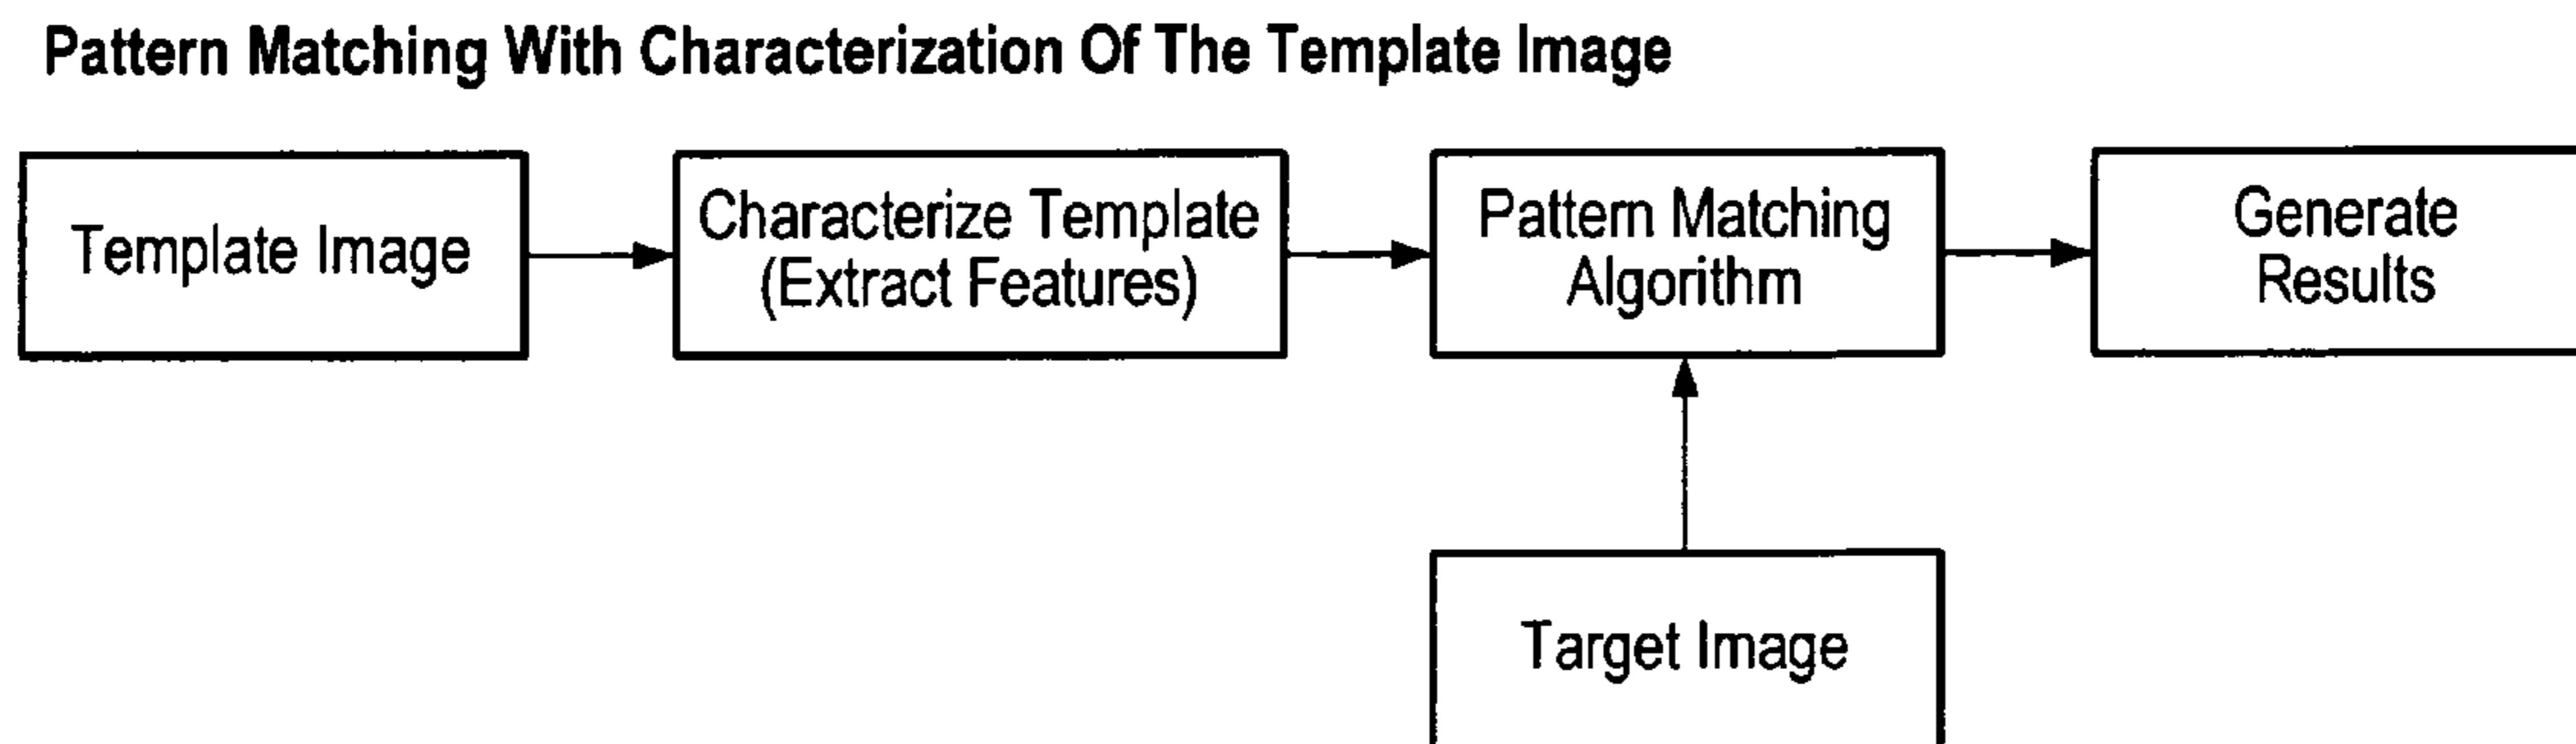 Pattern Matching With Characterization Of The Template Image
Template Image
Characterize Template
(Extract Features)
Pattern Matching
Algorithm
Generate
Results
Target Image